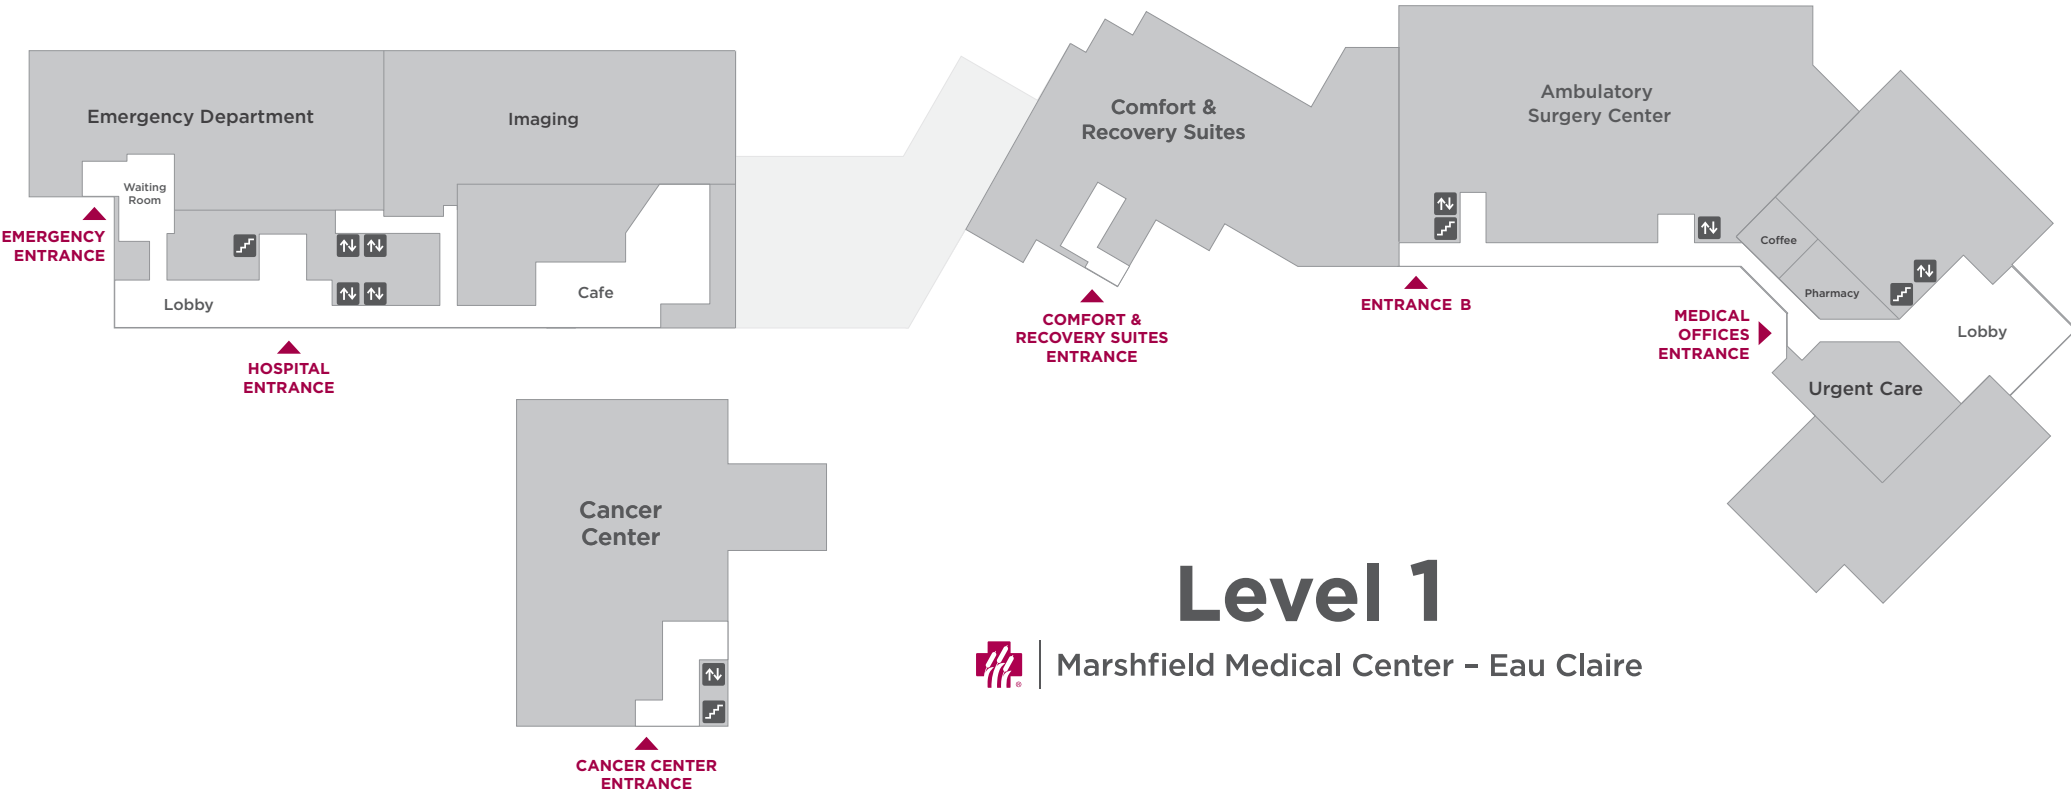 Emergency Department
Imaging
Waiting
Room
EMERGENCY
ENTRANCE
Lobby
Cafe
HOSPITAL
ENTRANCE
Comfort &
Recovery Suites
COMFORT &
RECOVERY SUITES
ENTRANCE
Ambulatory
Surgery Center
ENTRANCE B
Coffee
Pharmacy
MEDICAL
OFFICES
ENTRANCE
Lobby
Urgent Care
Cancer
Center
CANCER CENTER
ENTRANCE
Level 1
® Marshfield Medical Center – Eau Claire